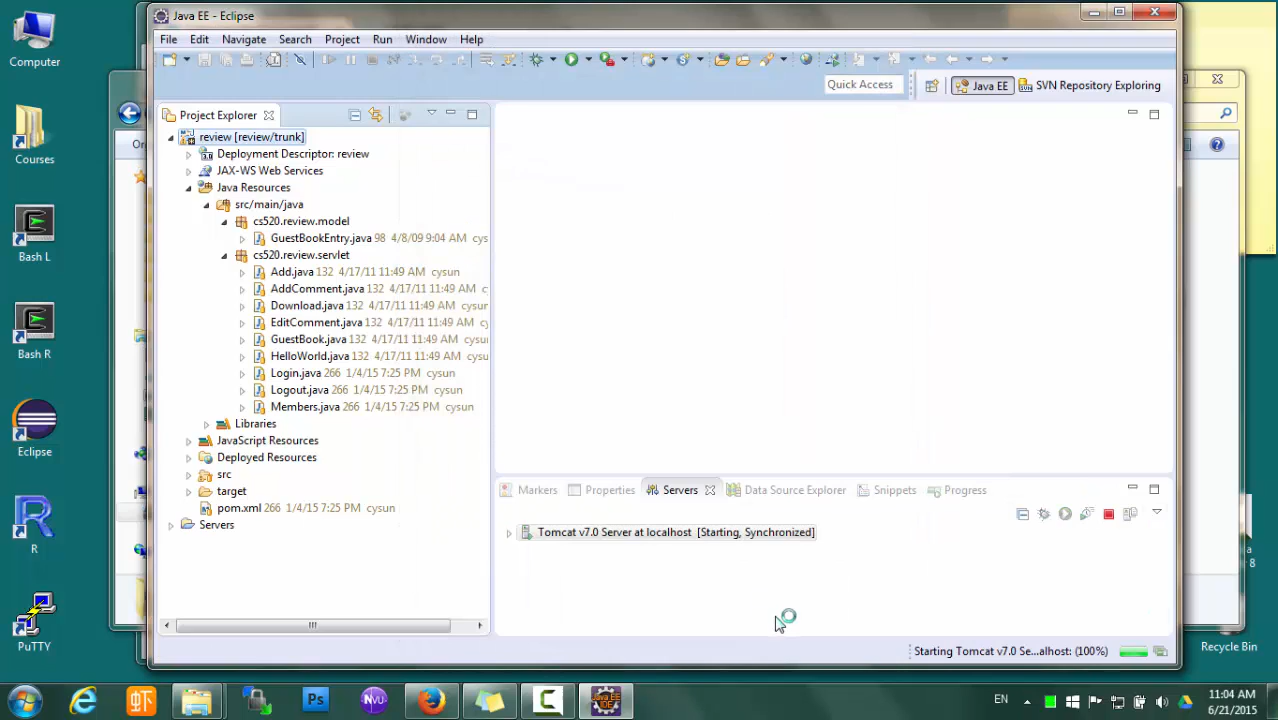 Java EE - Eclipse
File Edit Navigate Search Project Run Window Help
Quick Access
Java EE
SVN Repository Exploring
Project Explorer
review [review/trunk]
Deployment Descriptor: review
JAX-WS Web Services
Java Resources
src/main/java
cs520.review.model
GuestBookEntry.java 98 4/8/09 9:04 AM cys
cs520.review.servlet
Add.java 132 4/17/11 11:49 AM cysun
AddComment.java 132 4/17/11 11:49 AM
Download.java 132 4/17/11 11:49 AM
EditComment.java 132 4/17/11 11:49 AM
GuestBook.java 132 4/17/11 11:49 AM
HelloWorld.java 132 4/17/11 11:49 AM
Login.java 266 1/4/15 7:25 PM cysun
Logout.java 266 1/4/15 7:25 PM cysun
Members.java 266 1/4/15 7:25 PM cysun
Libraries
JavaScript Resources
Deployed Resources
src
target
pom.xml 266 1/4/15 7:25 PM cysun
Servers
Markers Properties Servers Data Source Explorer Snippets Progress
Tomcat v7.0 Server at localhost [Starting, Synchronized]
Starting Tomcat v7.0 Se...alhost: (100%)
Computer
Courses
Bash L
Bash R
Eclipse
R
PuTTY
Recycle Bin
虾
Ps
NVU
Java EE
IDE
EN
11:04 AM
6/21/2015